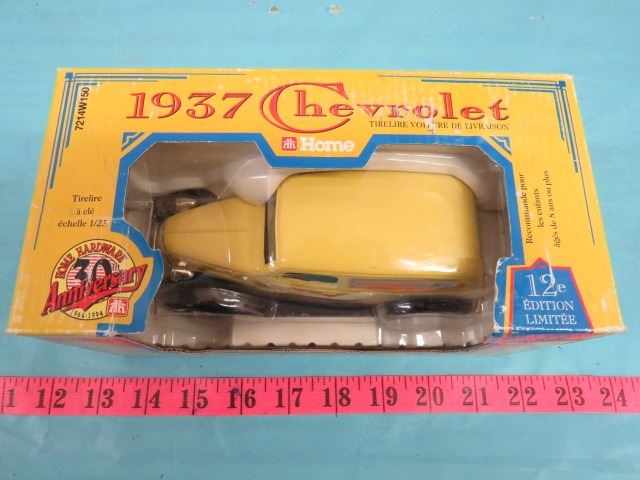 7214W150
1937 Chevrolet
TIRELIRE VOITURE DE LIVRAISON
hh Home
Tirelire
à clé
échelle 1/25
Recommandé pour
les enfants
âgés de 8 ans ou plus
HOME HARDWARE
30th
Anniversary
1964-1994
hh
12e
ÉDITION
LIMITÉE
1 12 13 14 15 16 17 18 19 20 21 22 23 24